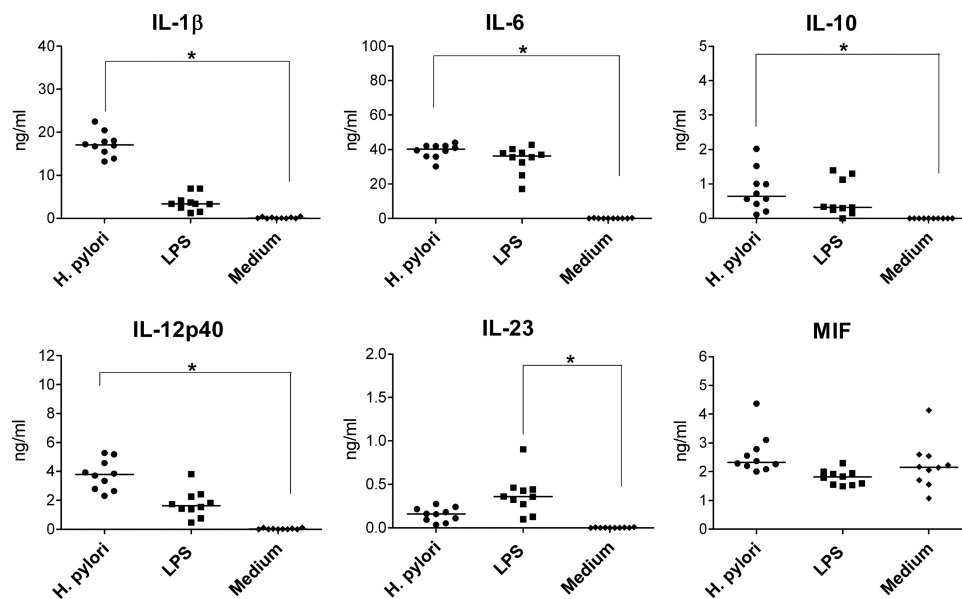 IL-1β
40
*
30
ng/ml
20
10
0
H. pylori
LPS
Medium
IL-6
100
*
80
60
ng/ml
40
20
0
H. pylori
LPS
Medium
IL-10
5
*
4
3
ng/ml
2
1
0
H. pylori
LPS
Medium
IL-12p40
12
*
10
8
ng/ml
6
4
2
0
H. pylori
LPS
Medium
IL-23
2.0
*
1.5
ng/ml
1.0
0.5
0.0
H. pylori
LPS
Medium
MIF
6
5
4
ng/ml
3
2
1
0
H. pylori
LPS
Medium